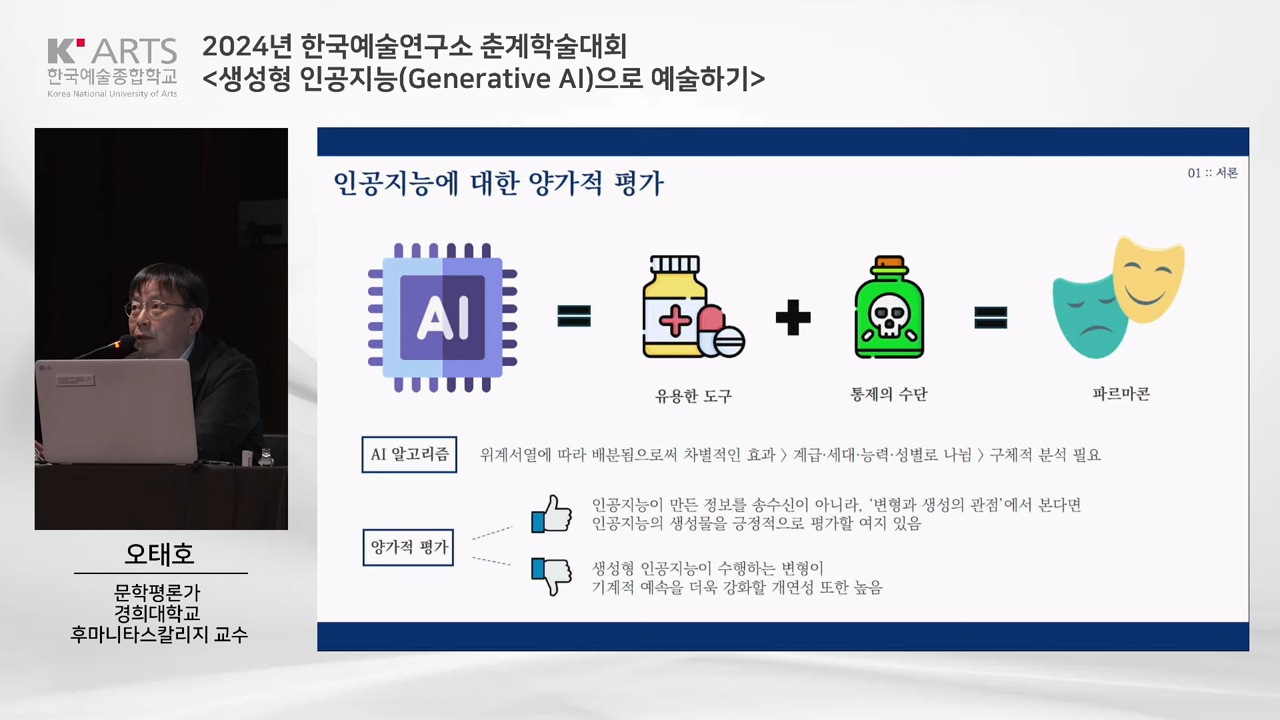 K ARTS
한국예술종합학교
Korea National University of Arts
2024년 한국예술연구소 춘계학술대회
<생성형 인공지능(Generative AI)으로 예술하기>
인공지능에 대한 양가적 평가
01 :: 서론
AI
유용한 도구
통제의 수단
파르마콘
AI 알고리즘
위계서열에 따라 배분됨으로써 차별적인 효과 〉 계급·세대·능력·성별로 나뉨 〉 구체적 분석 필요
양가적 평가
인공지능이 만든 정보를 송수신이 아니라, ‘변형과 생성의 관점’에서 본다면
인공지능의 생성물을 긍정적으로 평가할 여지 있음
생성형 인공지능이 수행하는 변형이
기계적 예속을 더욱 강화할 개연성 또한 높음
오태호
문학평론가
경희대학교
후마니타스칼리지 교수
LG